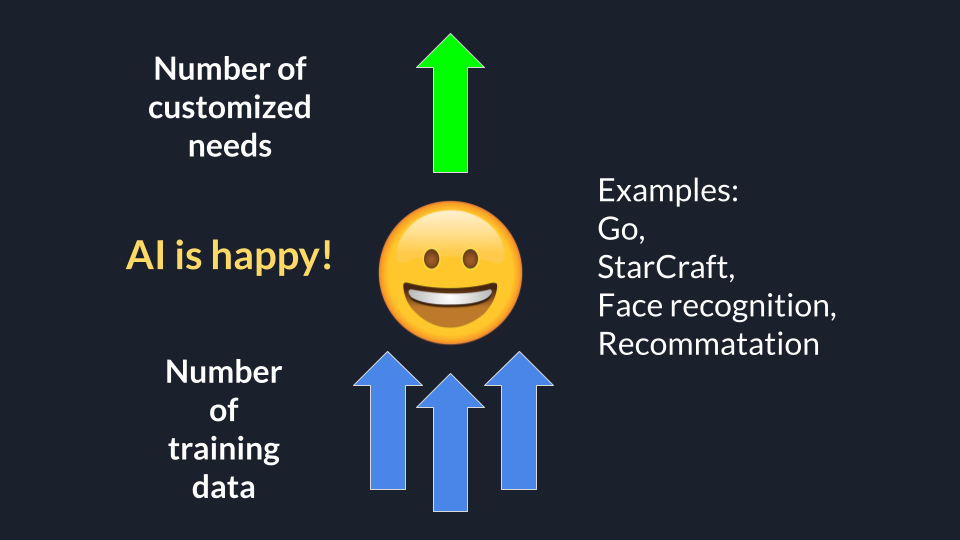 Number of
customized
needs
AI is happy!
Number
of
training
data
Examples:
Go,
StarCraft,
Face recognition,
Recommatation